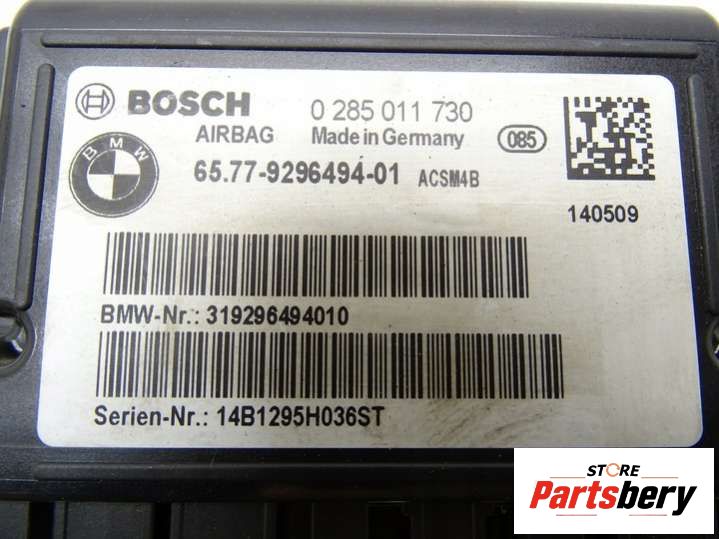 BOSCH 0 285 011 730
AIRBAG Made in Germany 085
BMW 65.77-9296494-01 ACSM4B
140509
BMW-Nr.: 319296494010
Serien-Nr.: 14B1295H036ST
STORE
Partsbery